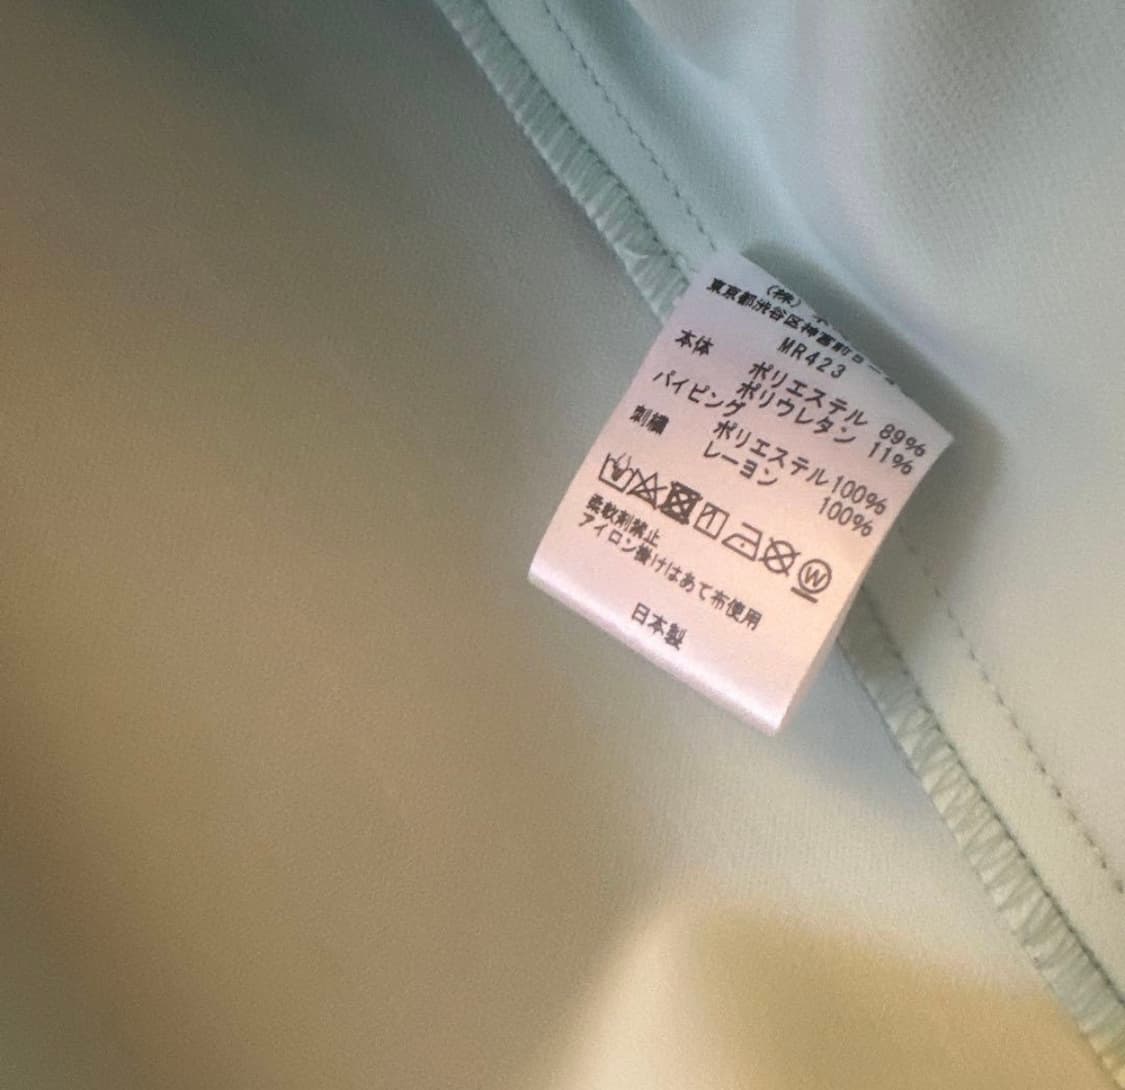 (株)
東京都渋谷区神宮前
MR423
本体 ポリエステル 89%
ポリウレタン 11%
パイピング ポリエステル100%
刺繍 レーヨン 100%
W
柔軟剤禁止
アイロン掛けはあて布使用
日本製